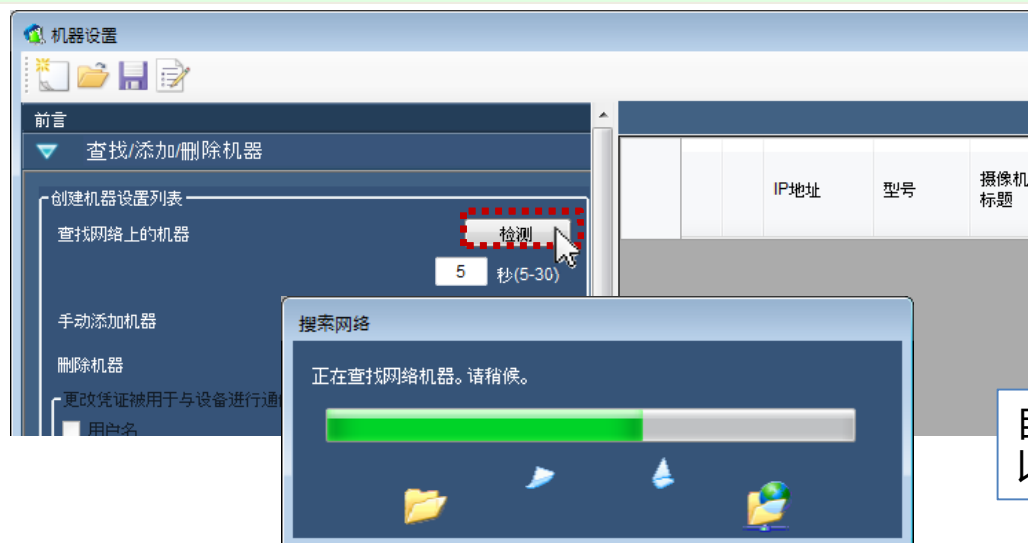 机器设置
前言
查找/添加/删除机器
创建机器设置列表
查找网络上的机器
检测
5 秒(5-30)
手动添加机器
删除机器
更改凭证被用于与设备进行通
用户名
IP地址
型号
摄像机
标题
搜索网络
正在查找网络机器。请稍候。